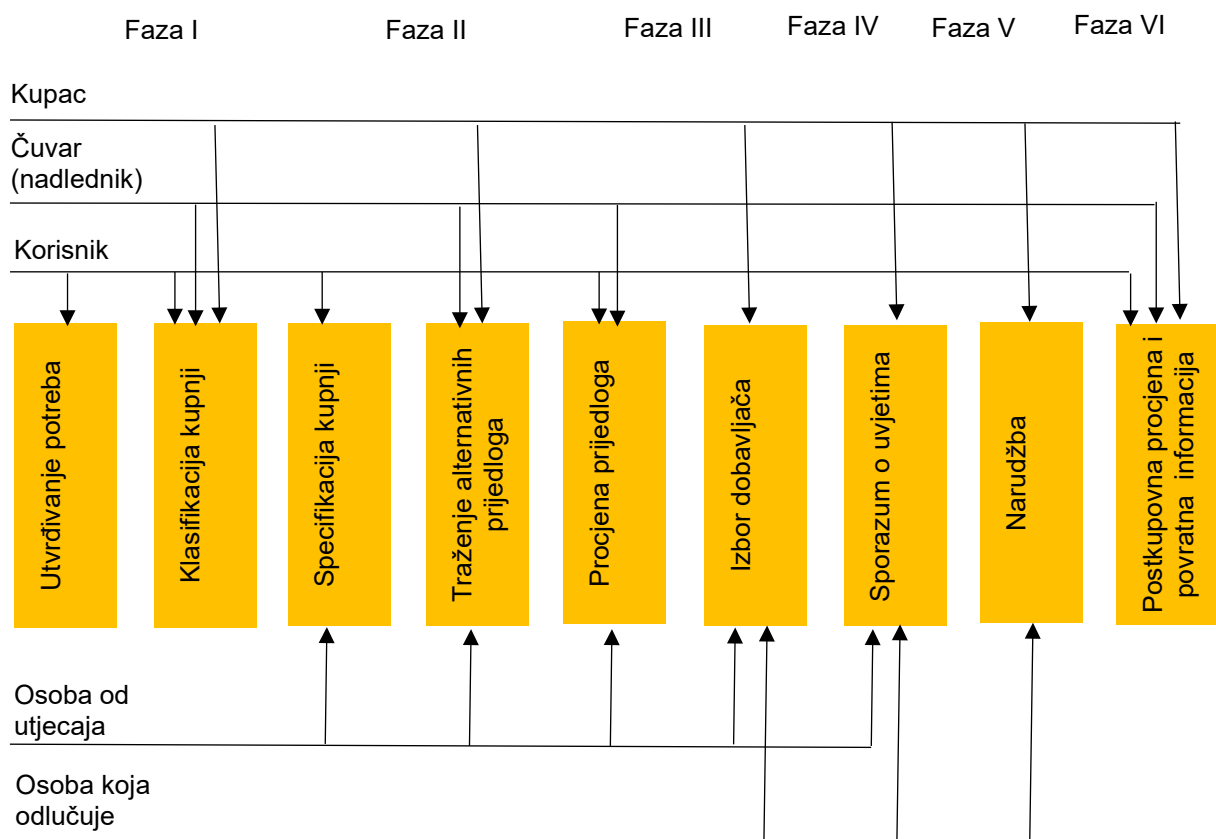 Faza I
Faza II
Faza III
Faza IV
Faza V
Faza VI
Kupac
Čuvar
(nadlednik)
Korisnik
Utvrđivanje potreba
Klasifikacija kupnji
Specifikacija kupnji
Traženje alternativnih
prijedloga
Procjena prijedloga
Izbor dobavljača
Sporazum o uvjetima
Narudžba
Postkupovna procjena i
povratna informacija
Osoba od
utjecaja
Osoba koja
odlučuje